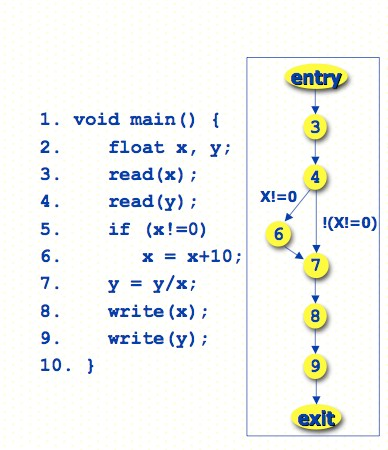 1. void main() {
2. float x, y;
3. read(x);
4. read(y);
5. if (x!=0)
6. x = x+10;
7. y = y/x;
8. write(x);
9. write(y);
10. }
entry
3
4
X!=0
!(X!=0)
6
7
8
9
exit